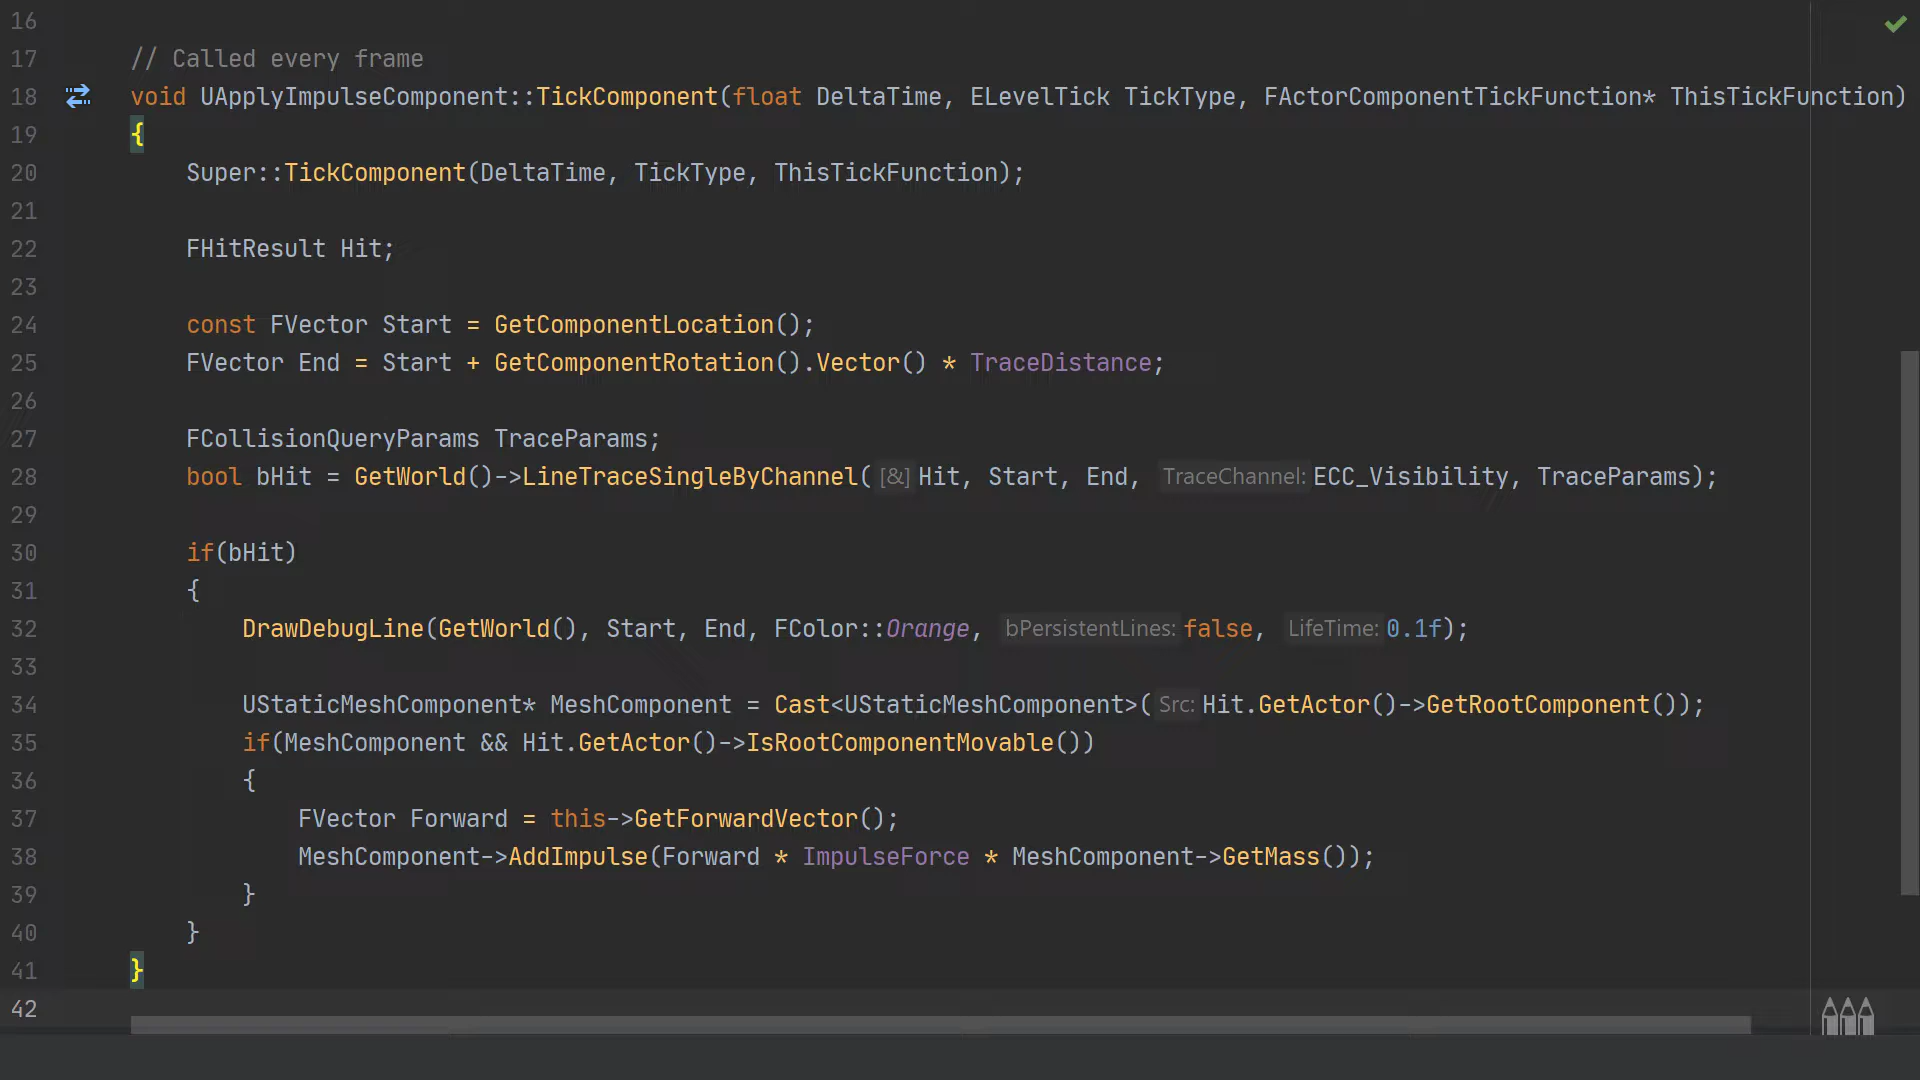 16
17 // Called every frame
18 void UApplyImpulseComponent::TickComponent(float DeltaTime, ELevelTick TickType, FActorComponentTickFunction* ThisTickFunction)
19 {
20     Super::TickComponent(DeltaTime, TickType, ThisTickFunction);
21
22     FHitResult Hit;
23
24     const FVector Start = GetComponentLocation();
25     FVector End = Start + GetComponentRotation().Vector() * TraceDistance;
26
27     FCollisionQueryParams TraceParams;
28     bool bHit = GetWorld()->LineTraceSingleByChannel([&]Hit, Start, End, TraceChannel:ECC_Visibility, TraceParams);
29
30     if(bHit)
31     {
32         DrawDebugLine(GetWorld(), Start, End, FColor::Orange, bPersistentLines:false, LifeTime:0.1f);
33
34         UStaticMeshComponent* MeshComponent = Cast<UStaticMeshComponent>(Src:Hit.GetActor()->GetRootComponent());
35         if(MeshComponent && Hit.GetActor()->IsRootComponentMovable())
36         {
37             FVector Forward = this->GetForwardVector();
38             MeshComponent->AddImpulse(Forward * ImpulseForce * MeshComponent->GetMass());
39         }
40     }
41 }
42